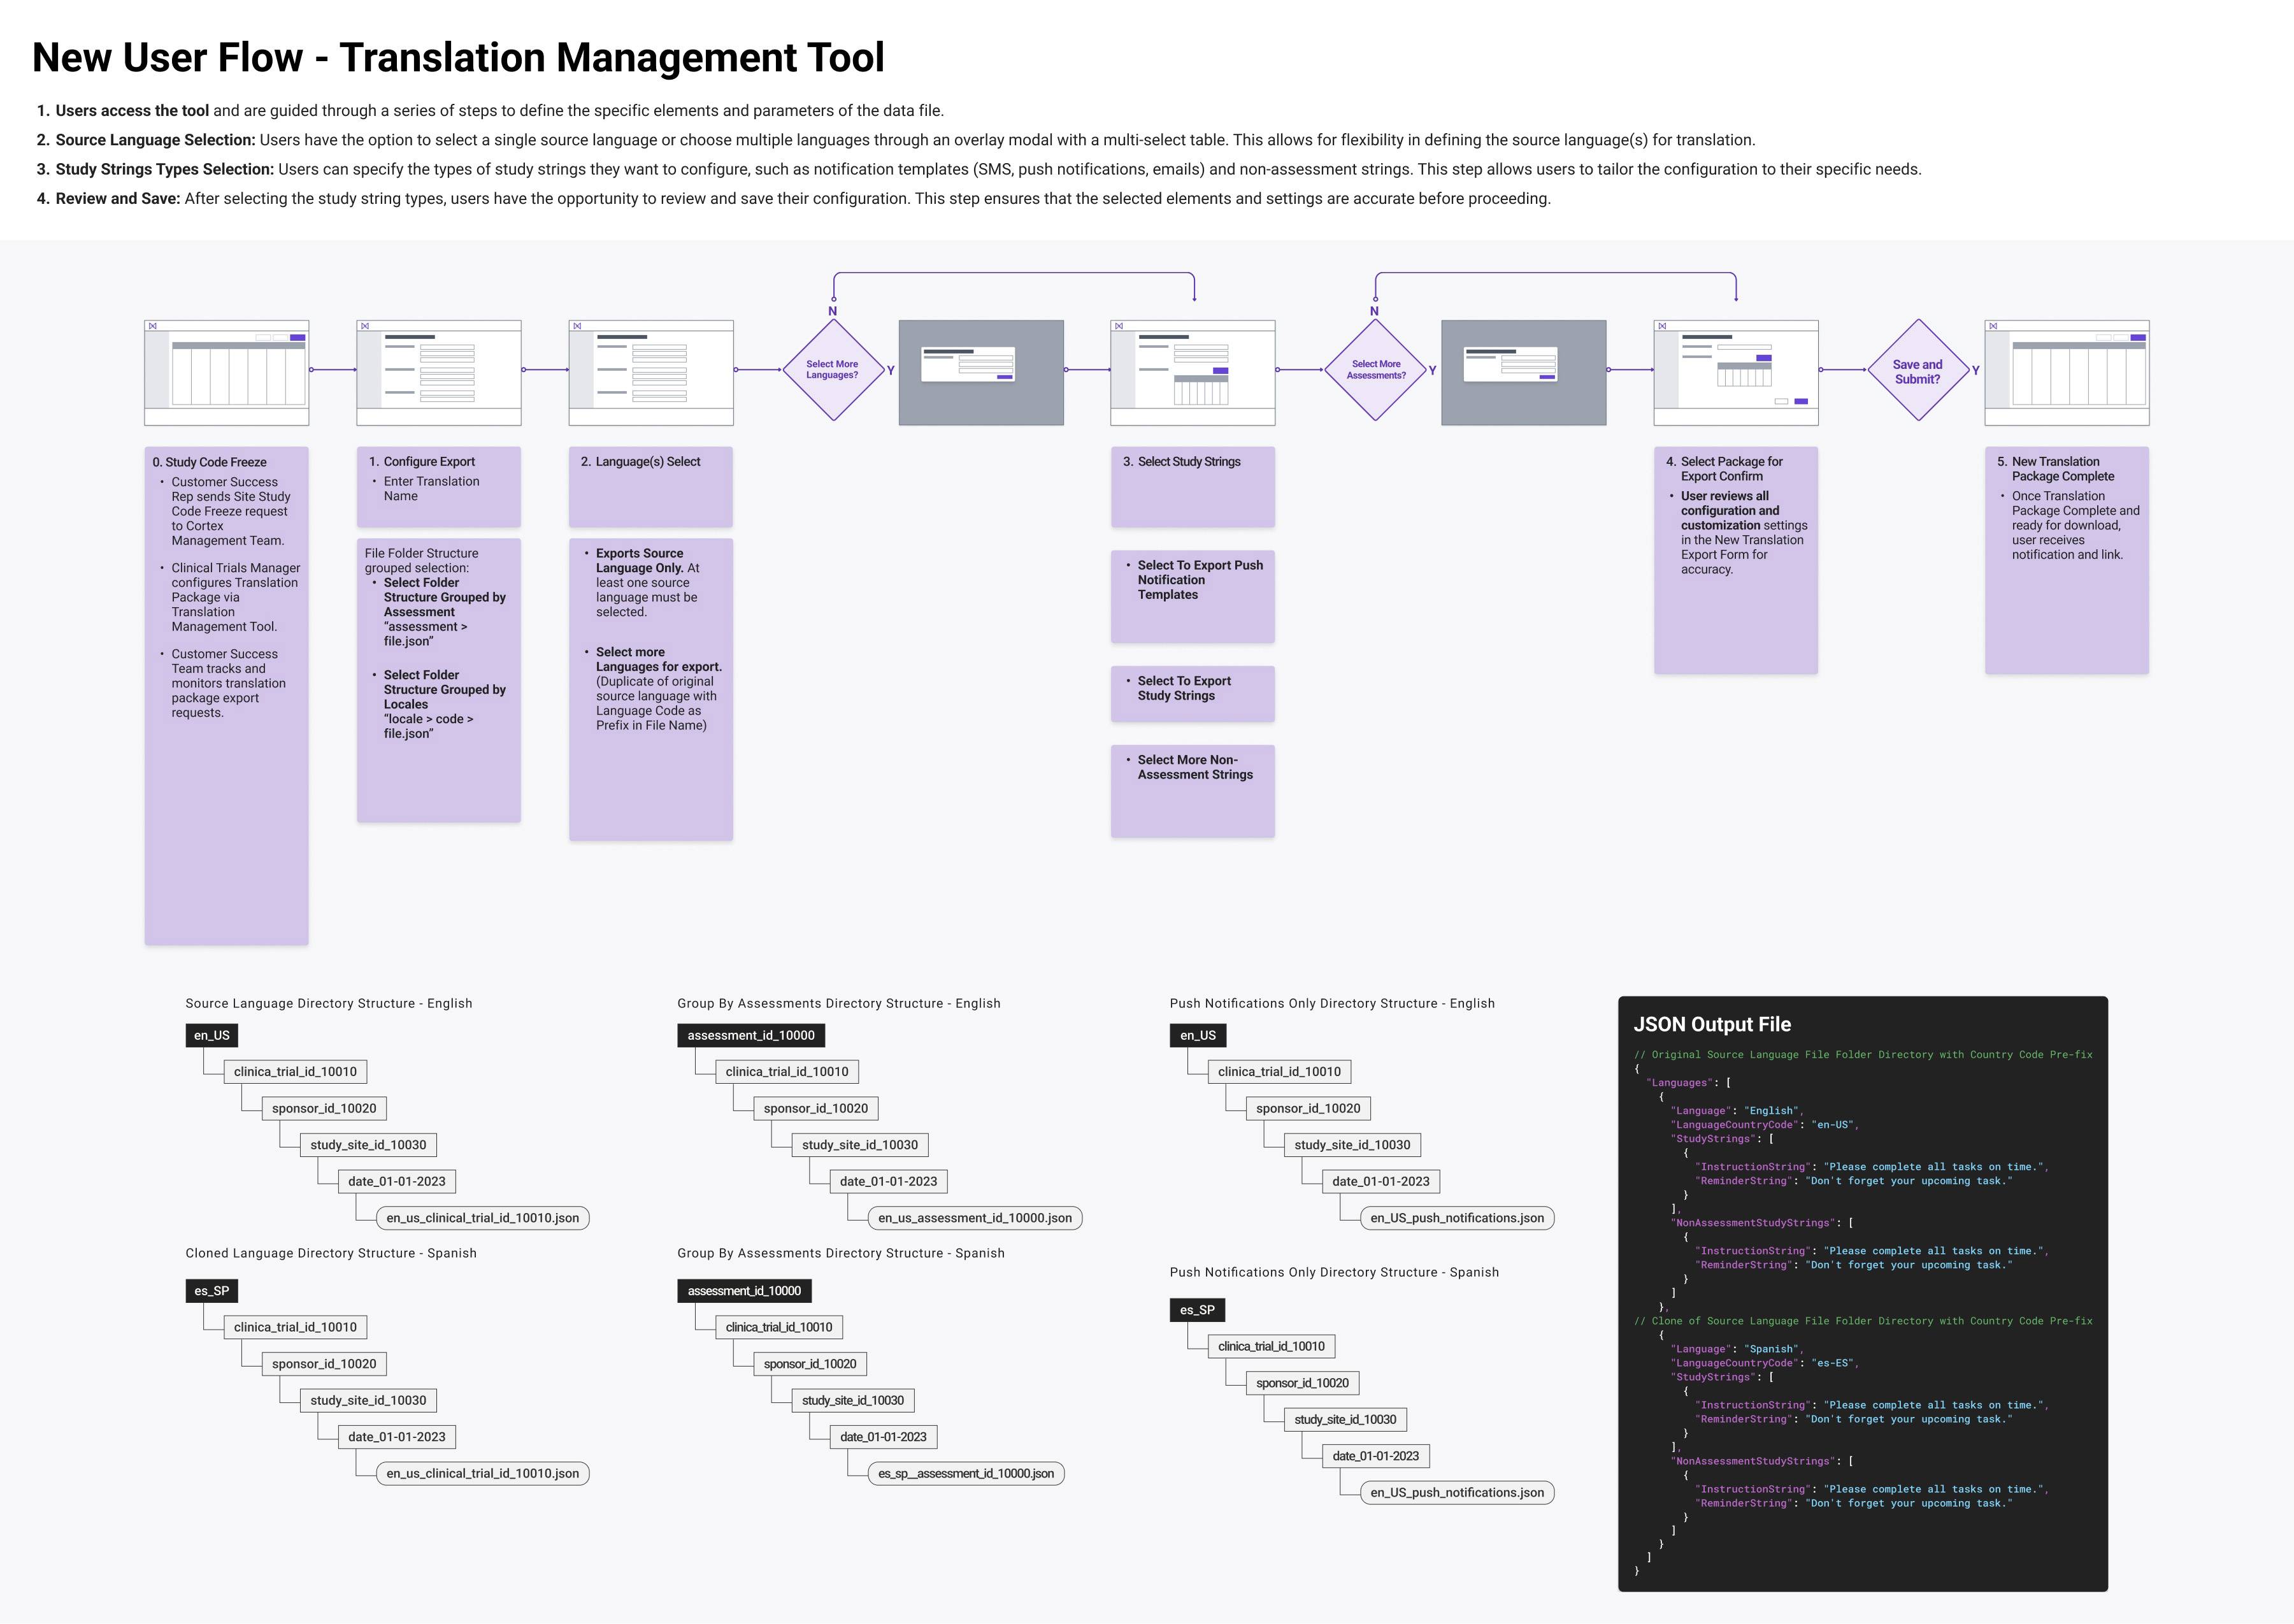 New User Flow - Translation Management Tool
1. Users access the tool and are guided through a series of steps to define the specific elements and parameters of the data file.
2. Source Language Selection: Users have the option to select a single source language or choose multiple languages through an overlay modal with a multi-select table. This allows for flexibility in defining the source language(s) for translation.
3. Study Strings Types Selection: Users can specify the types of study strings they want to configure, such as notification templates (SMS, push notifications, emails) and non-assessment strings. This step allows users to tailor the configuration to their specific needs.
4. Review and Save: After selecting the study string types, users have the opportunity to review and save their configuration. This step ensures that the selected elements and settings are accurate before proceeding.
N
Select More
Languages?
Y
N
Select More
Assessments?
Y
Save and
Submit?
Y
0. Study Code Freeze
• Customer Success
Rep sends Site Study
Code Freeze request
to Cortex
Management Team.
• Clinical Trials Manager
configures Translation
Package via
Translation
Management Tool.
• Customer Success
Team tracks and
monitors translation
package export
requests.
1. Configure Export
• Enter Translation
Name
File Folder Structure
grouped selection:
• Select Folder
Structure Grouped by
Assessment
“assessment >
file.json”
• Select Folder
Structure Grouped by
Locales
“locale > code >
file.json”
2. Language(s) Select
• Exports Source
Language Only. At
least one source
language must be
selected.
• Select more
Languages for export.
(Duplicate of original
source language with
Language Code as
Prefix in File Name)
3. Select Study Strings
• Select To Export Push
Notification
Templates
• Select To Export
Study Strings
• Select More Non-
Assessment Strings
4. Select Package for
Export Confirm
• User reviews all
configuration and
customization settings
in the New Translation
Export Form for
accuracy.
5. New Translation
Package Complete
• Once Translation
Package Complete and
ready for download,
user receives
notification and link.
Source Language Directory Structure - English
en_US
clinica_trial_id_10010
sponsor_id_10020
study_site_id_10030
date_01-01-2023
en_us_clinical_trial_id_10010.json
Cloned Language Directory Structure - Spanish
es_SP
clinica_trial_id_10010
sponsor_id_10020
study_site_id_10030
date_01-01-2023
en_us_clinical_trial_id_10010.json
Group By Assessments Directory Structure - English
assessment_id_10000
clinica_trial_id_10010
sponsor_id_10020
study_site_id_10030
date_01-01-2023
en_us_assessment_id_10000.json
Group By Assessments Directory Structure - Spanish
assessment_id_10000
clinica_trial_id_10010
sponsor_id_10020
study_site_id_10030
date_01-01-2023
es_sp__assessment_id_10000.json
Push Notifications Only Directory Structure - English
en_US
clinica_trial_id_10010
sponsor_id_10020
study_site_id_10030
date_01-01-2023
en_US_push_notifications.json
Push Notifications Only Directory Structure - Spanish
es_SP
clinica_trial_id_10010
sponsor_id_10020
study_site_id_10030
date_01-01-2023
en_US_push_notifications.json
JSON Output File
// Original Source Language File Folder Directory with Country Code Pre-fix
{
"Languages": [
{
"Language": "English",
"LanguageCountryCode": "en-US",
"StudyStrings": [
{
"InstructionString": "Please complete all tasks on time.",
"ReminderString": "Don't forget your upcoming task."
}
],
"NonAssessmentStudyStrings": [
{
"InstructionString": "Please complete all tasks on time.",
"ReminderString": "Don't forget your upcoming task."
}
]
},
// Clone of Source Language File Folder Directory with Country Code Pre-fix
{
"Language": "Spanish",
"LanguageCountryCode": "es-ES",
"StudyStrings": [
{
"InstructionString": "Please complete all tasks on time.",
"ReminderString": "Don't forget your upcoming task."
}
],
"NonAssessmentStudyStrings": [
{
"InstructionString": "Please complete all tasks on time.",
"ReminderString": "Don't forget your upcoming task."
}
]
}
]
}